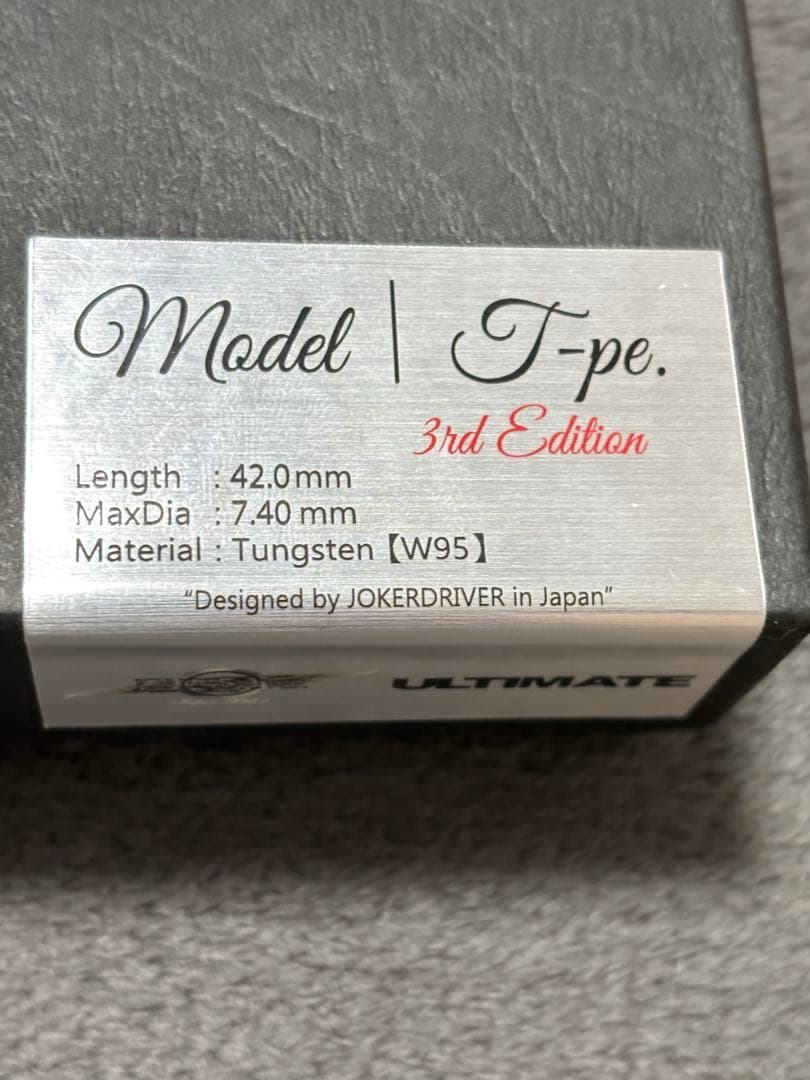 Model | T-pe.
3rd Edition
Length : 42.0mm
MaxDia : 7.40 mm
Material : Tungsten【W95】
“Designed by JOKERDRIVER in Japan”
ULTIMATE